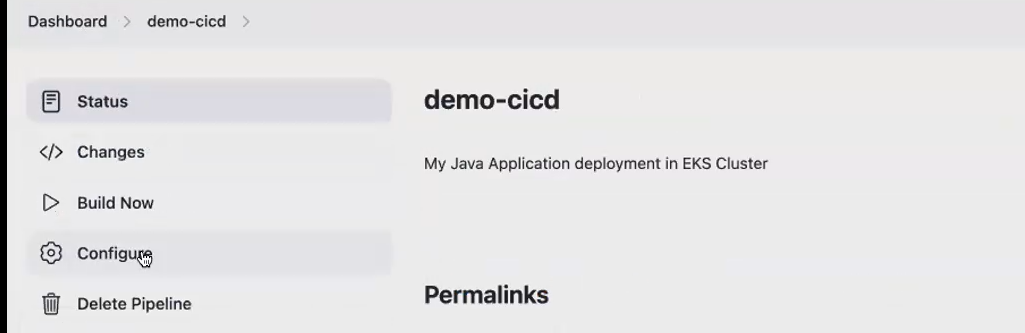 Dashboard > demo-cicd >
Status
Changes
Build Now
Configure
Delete Pipeline
demo-cicd
My Java Application deployment in EKS Cluster
Permalinks